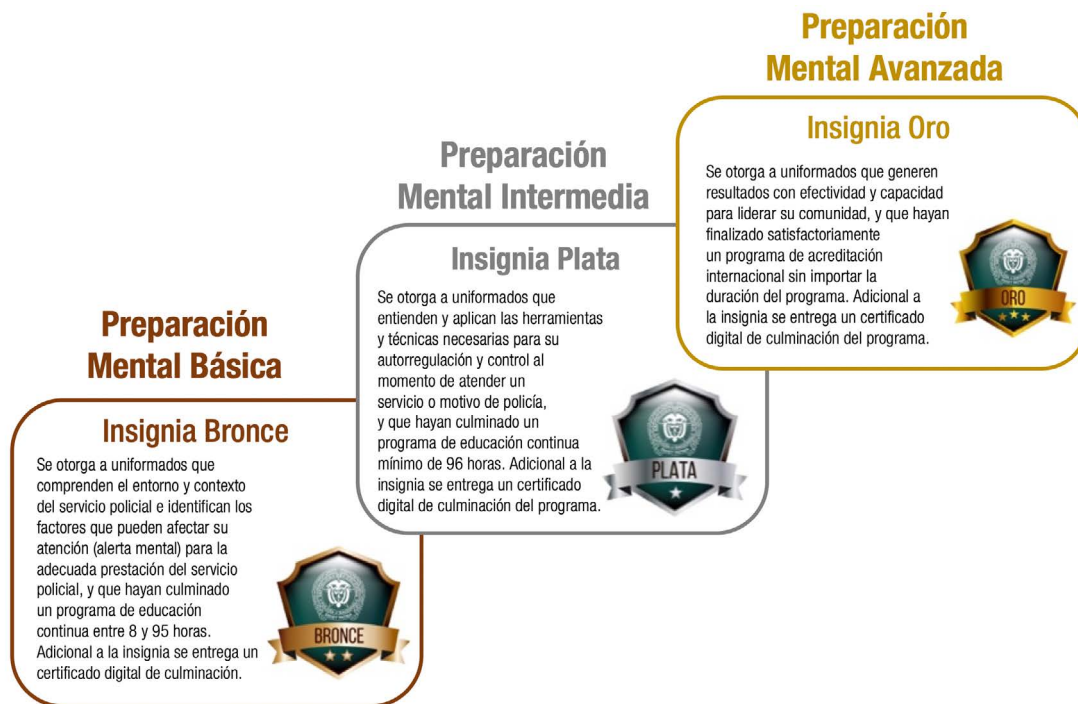 Preparación
Mental Avanzada
Insignia Oro
Se otorga a uniformados que generen
resultados con efectividad y capacidad
para liderar su comunidad, y que hayan
finalizado satisfactoriamente
un programa de acreditación
internacional sin importar la
duración del programa. Adicional a
la insignia se entrega un certificado
digital de culminación del programa.
ORO
Preparación
Mental Intermedia
Insignia Plata
Se otorga a uniformados que
entienden y aplican las herramientas
y técnicas necesarias para su
autorregulación y control al
momento de atender un
servicio o motivo de policía,
y que hayan culminado un
programa de educación continua
mínimo de 96 horas. Adicional a la
insignia se entrega un certificado
digital de culminación del programa.
PLATA
Preparación
Mental Básica
Insignia Bronce
Se otorga a uniformados que
comprenden el entorno y contexto
del servicio policial e identifican los
factores que pueden afectar su
atención (alerta mental) para la
adecuada prestación del servicio
policial, y que hayan culminado
un programa de educación
continua entre 8 y 95 horas.
Adicional a la insignia se entrega un
certificado digital de culminación.
BRONCE